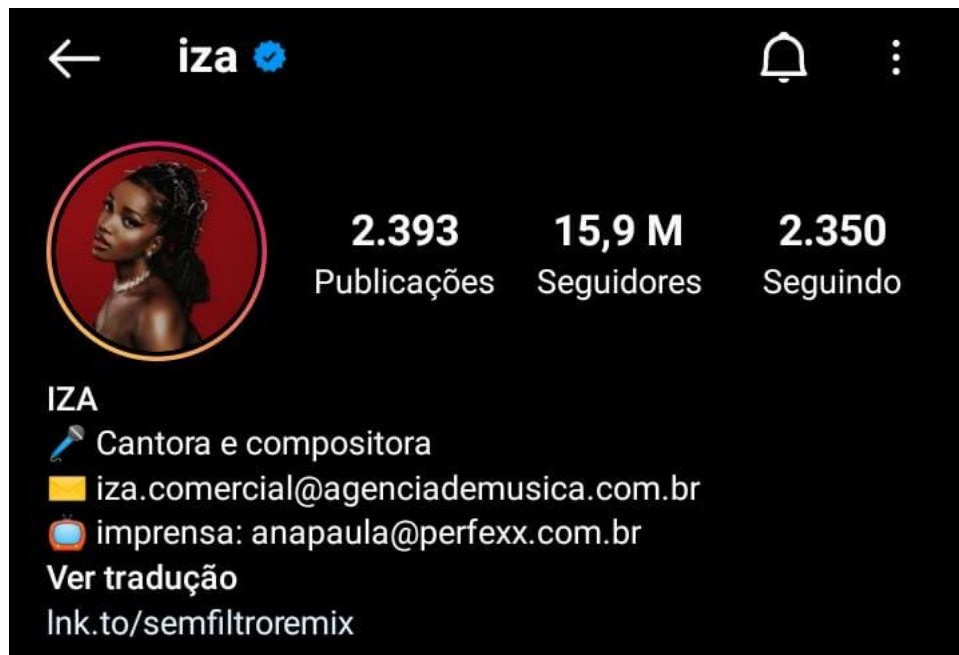 iza
2.393 15,9 M 2.350
Publicações Seguidores Seguindo
IZA
Cantora e compositora
iza.comercial@agenciademusica.com.br
imprensa: anapaula@perfexx.com.br
Ver tradução
lnk.to/semfiltroremix